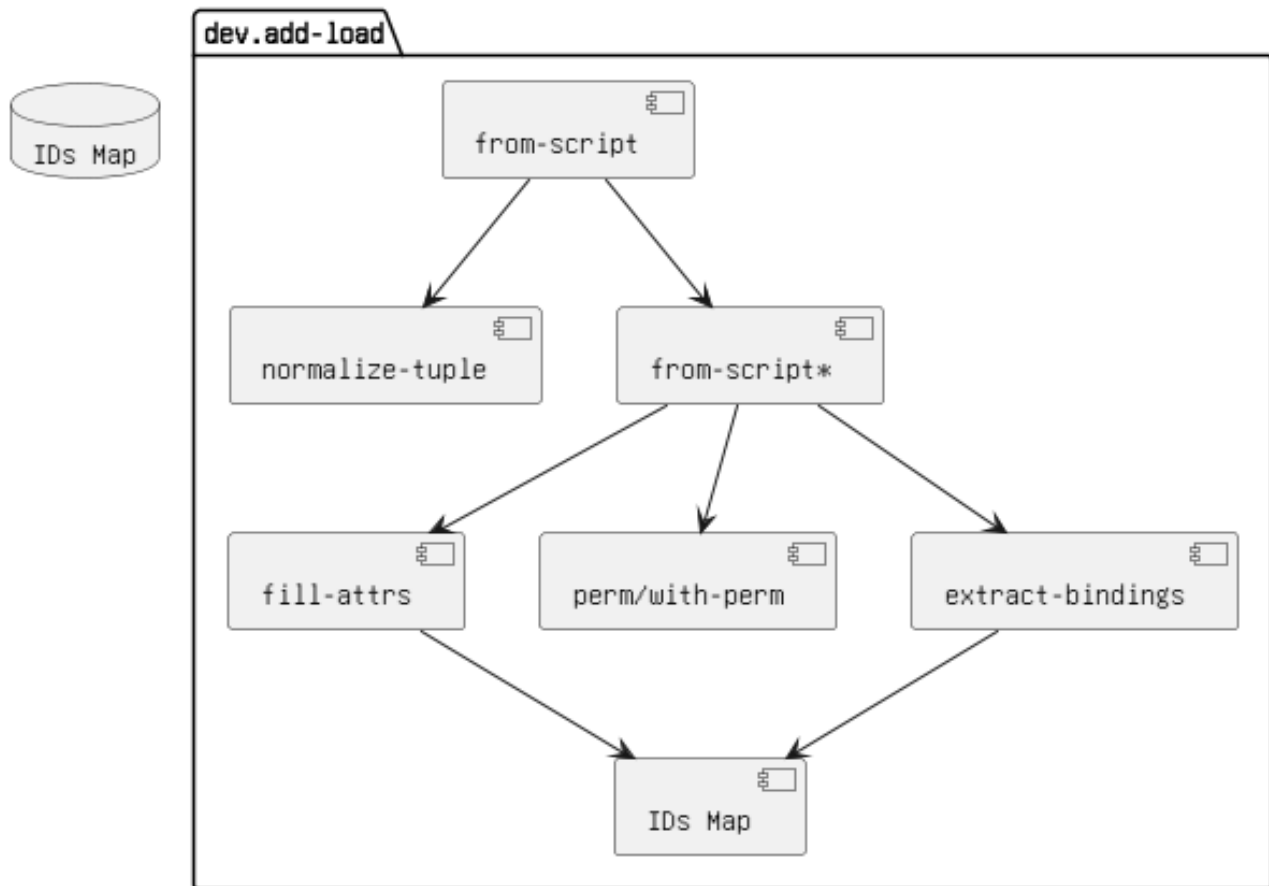 dev.add-load
IDs Map
from-script
normalize-tuple
from-script*
fill-attrs
perm/with-perm
extract-bindings
IDs Map